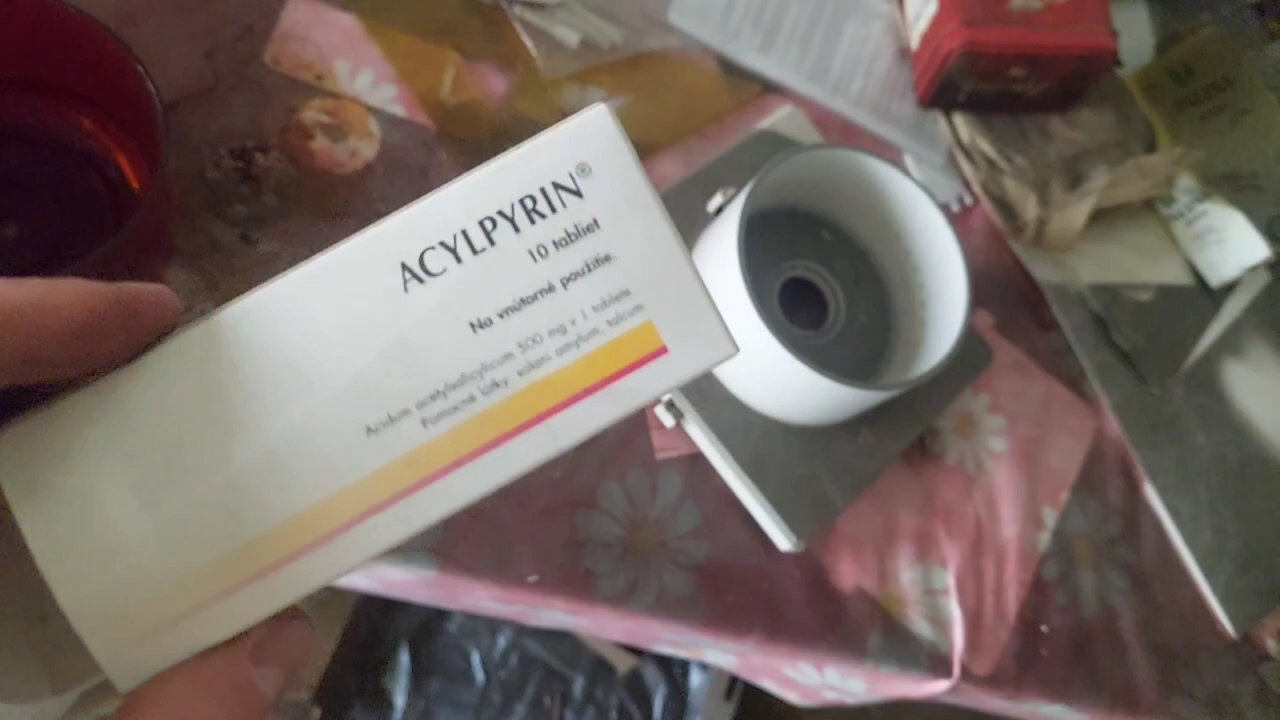 ACYLPYRIN®
10 tabliet
Na vnútorné použitie.
Acidum acetylsalicylicum 500 mg v 1 tablete
Pomocné látky: solani amylum, talcum